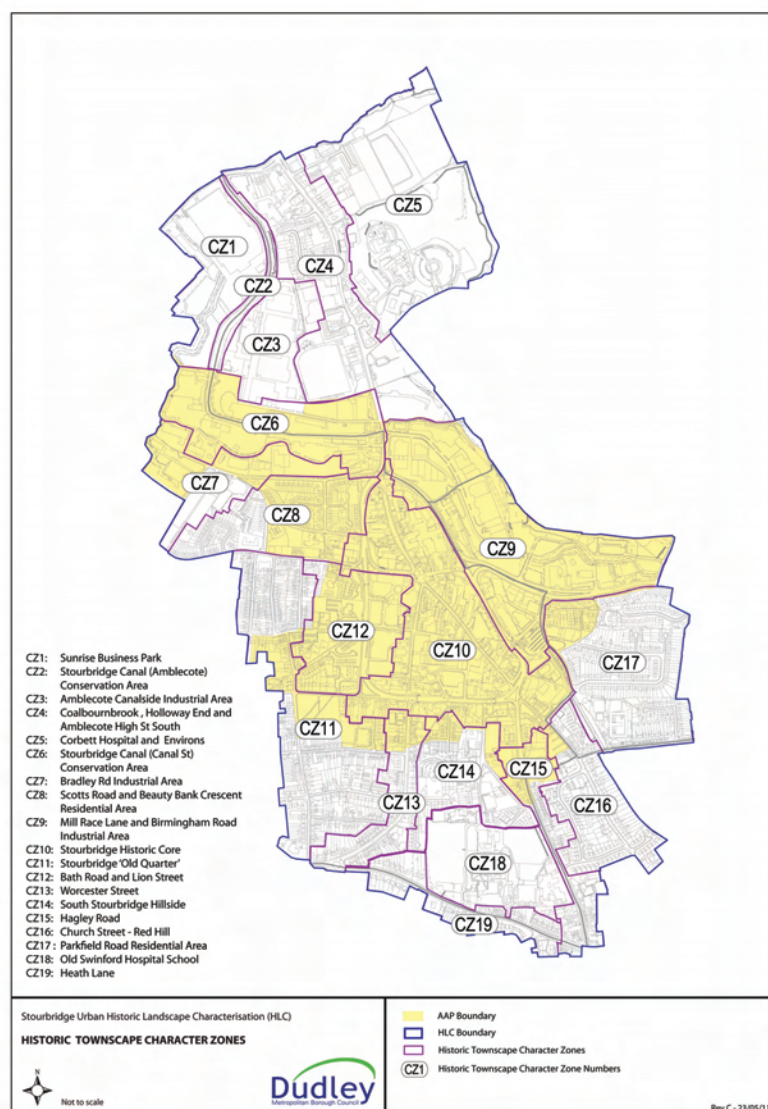 CZ5
CZ1
CZ4
CZ2
CZ3
CZ6
CZ7
CZ8
CZ9
CZ12
CZ10
CZ17
CZ11
CZ14
CZ15
CZ13
CZ16
CZ18
CZ19
CZ1: Sunrise Business Park
CZ2: Stourbridge Canal (Amblecote)
Conservation Area
CZ3: Amblecote Canalside Industrial Area
CZ4: Coalbournbrook , Holloway End and
Amblecote High St South
CZ5: Corbett Hospital and Environs
CZ6: Stourbridge Canal (Canal St)
Conservation Area
CZ7: Bradley Rd Industrial Area
CZ8: Scotts Road and Beauty Bank Crescent
Residential Area
CZ9: Mill Race Lane and Birmingham Road
Industrial Area
CZ10: Stourbridge Historic Core
CZ11: Stourbridge 'Old Quarter'
CZ12: Bath Road and Lion Street
CZ13: Worcester Street
CZ14: South Stourbridge Hillside
CZ15: Hagley Road
CZ16: Church Street - Red Hill
CZ17 : Parkfield Road Residential Area
CZ18: Old Swinford Hospital School
CZ19: Heath Lane
Stourbridge Urban Historic Landscape Characterisation (HLC)
HISTORIC TOWNSCAPE CHARACTER ZONES
N
Not to scale
Dudley
Metropolitan Borough Council
AAP Boundary
HLC Boundary
Historic Townscape Character Zones
CZ1 Historic Townscape Character Zone Numbers
Rev C - 23/05/1